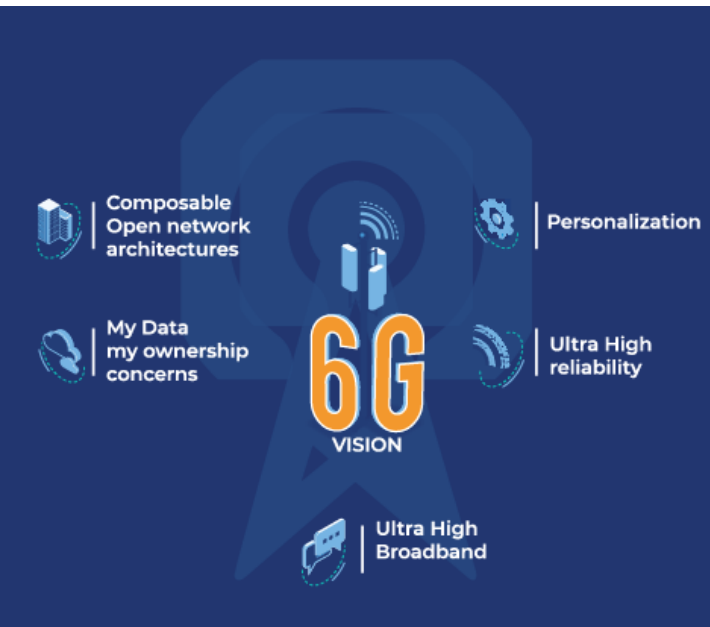 Composable
Open network
architectures
Personalization
My Data
my ownership
concerns
Ultra High
reliability
6G
VISION
Ultra High
Broadband